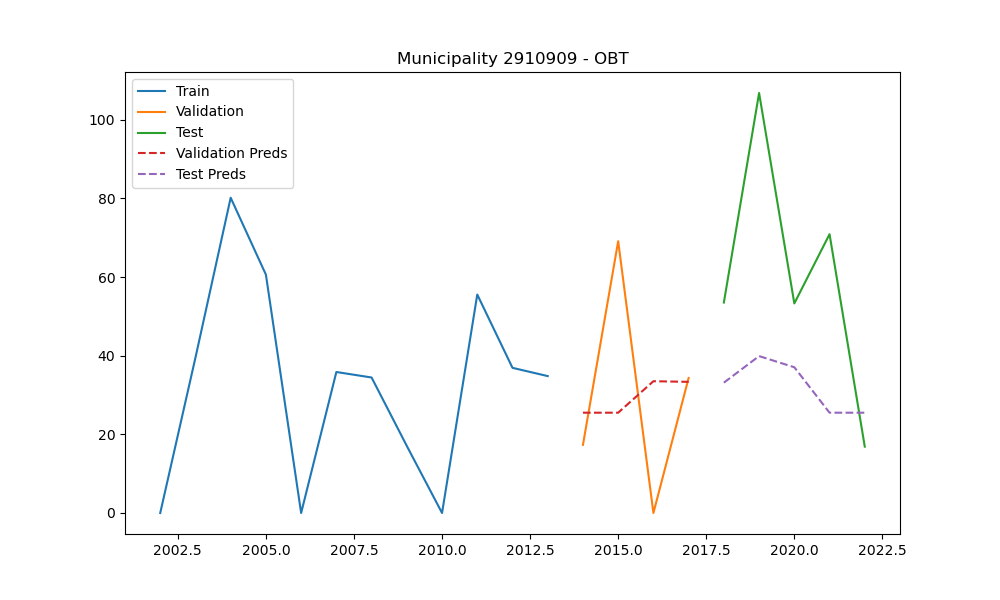 Municipality 2910909 - OBT
Train
Validation
Test
Validation Preds
Test Preds
100
80
60
40
20
0
2002.5 2005.0 2007.5 2010.0 2012.5 2015.0 2017.5 2020.0 2022.5